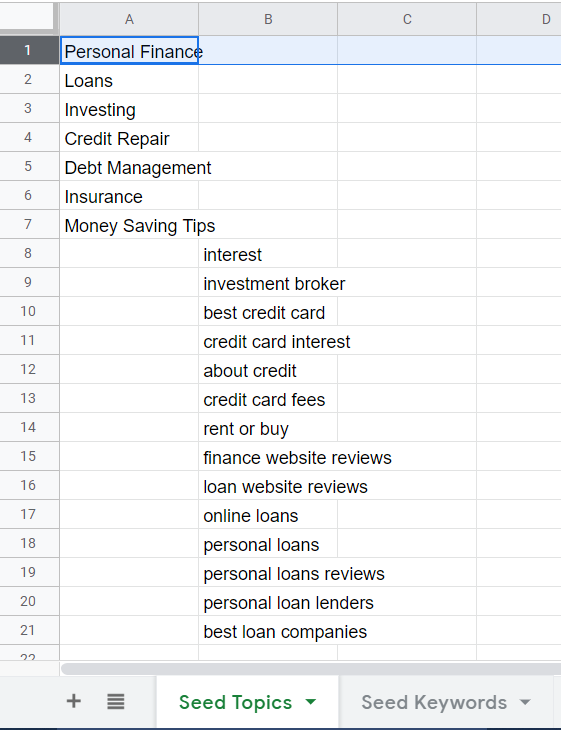 A B C D
1 Personal Finance
2 Loans
3 Investing
4 Credit Repair
5 Debt Management
6 Insurance
7 Money Saving Tips
8 interest
9 investment broker
10 best credit card
11 credit card interest
12 about credit
13 credit card fees
14 rent or buy
15 finance website reviews
16 loan website reviews
17 online loans
18 personal loans
19 personal loans reviews
20 personal loan lenders
21 best loan companies
22
Seed Topics Seed Keywords